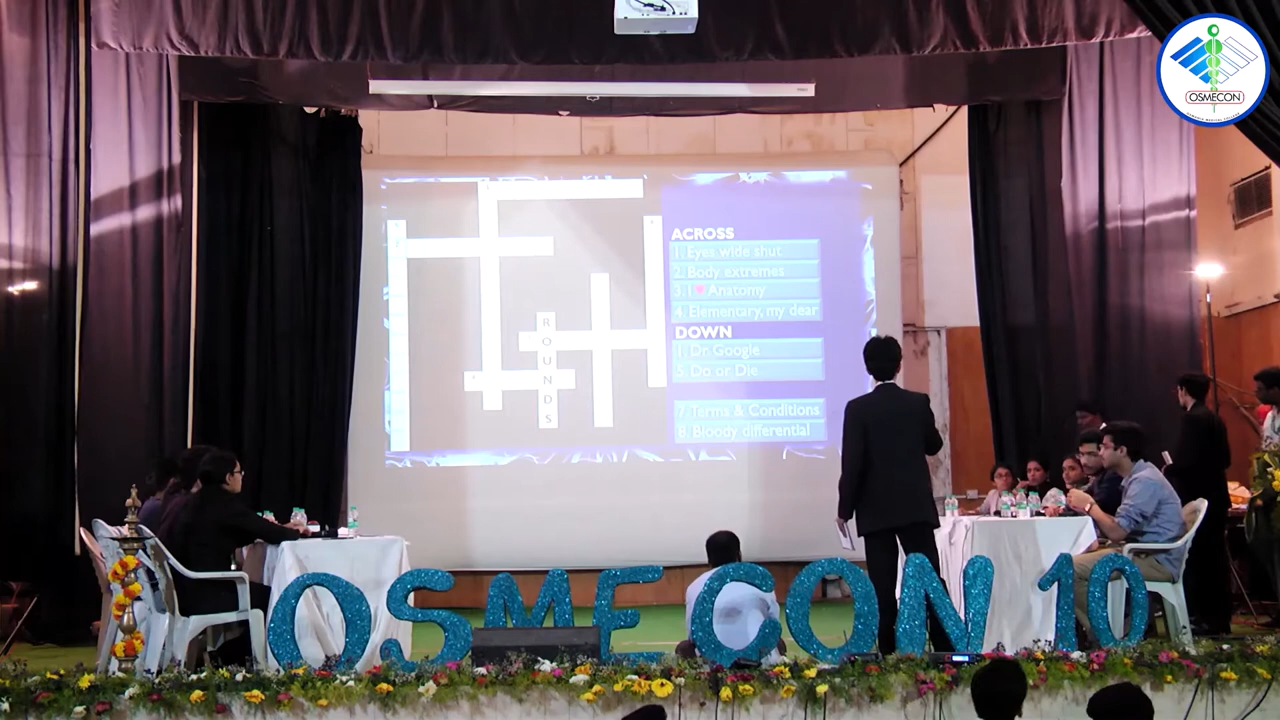 OSMECON
ACROSS
1. Eyes wide shut
2. Body extremes
3. I ♥ Anatomy
4. Elementary, my dear
DOWN
1. Dr. Google
5. Do or Die
7. Terms & Conditions
8. Bloody differential
ROUNDS
OSMECON 10